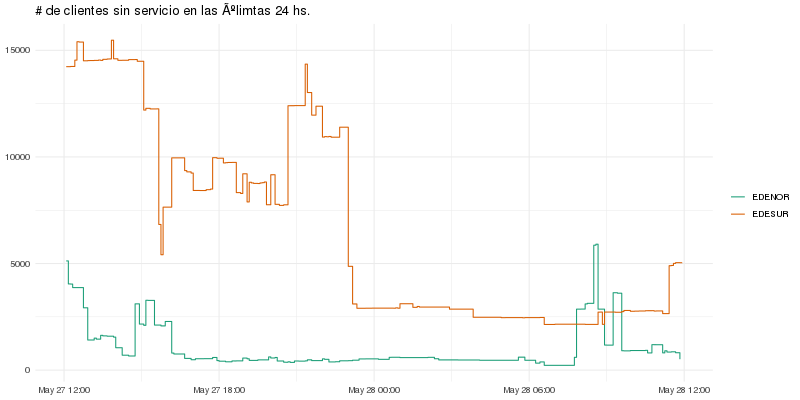 # de clientes sin servicio en las Ãºlimtas 24 hs.
15000
10000
5000
0
May 27 12:00 May 27 18:00 May 28 00:00 May 28 06:00 May 28 12:00
EDENOR
EDESUR